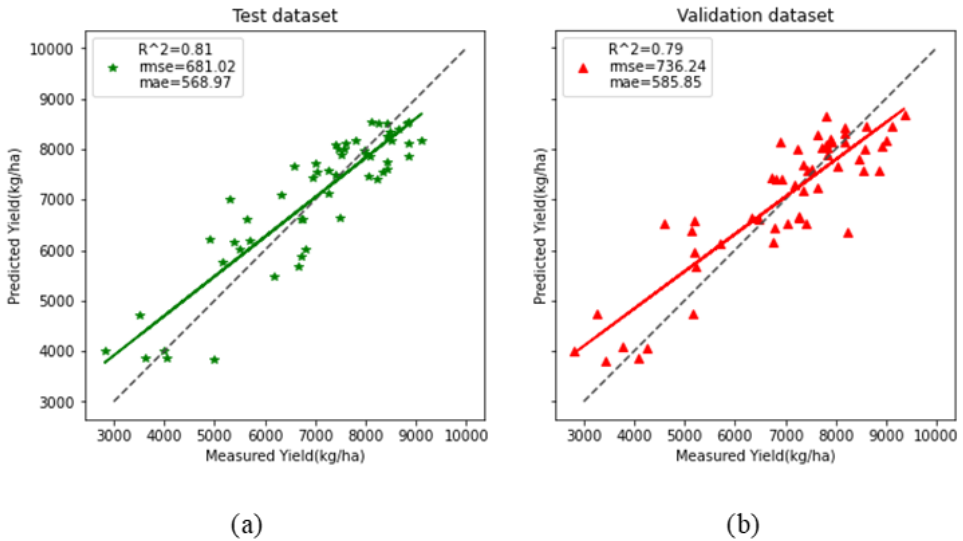 Test dataset
R^2=0.81
rmse=681.02
mae=568.97
10000
9000
8000
7000
6000
5000
4000
3000
Predicted Yield(kg/ha)
3000 4000 5000 6000 7000 8000 9000 10000
Measured Yield(kg/ha)
(a)
Validation dataset
R^2=0.79
rmse=736.24
mae=585.85
Predicted Yield(kg/ha)
3000 4000 5000 6000 7000 8000 9000 10000
Measured Yield(kg/ha)
(b)